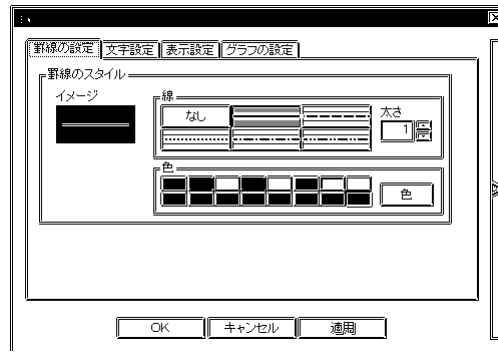 罫線の設定 文字設定 表示設定 グラフの設定
罫線のスタイル
イメージ
線
なし
太さ
1
色
色
OK キャンセル 適用